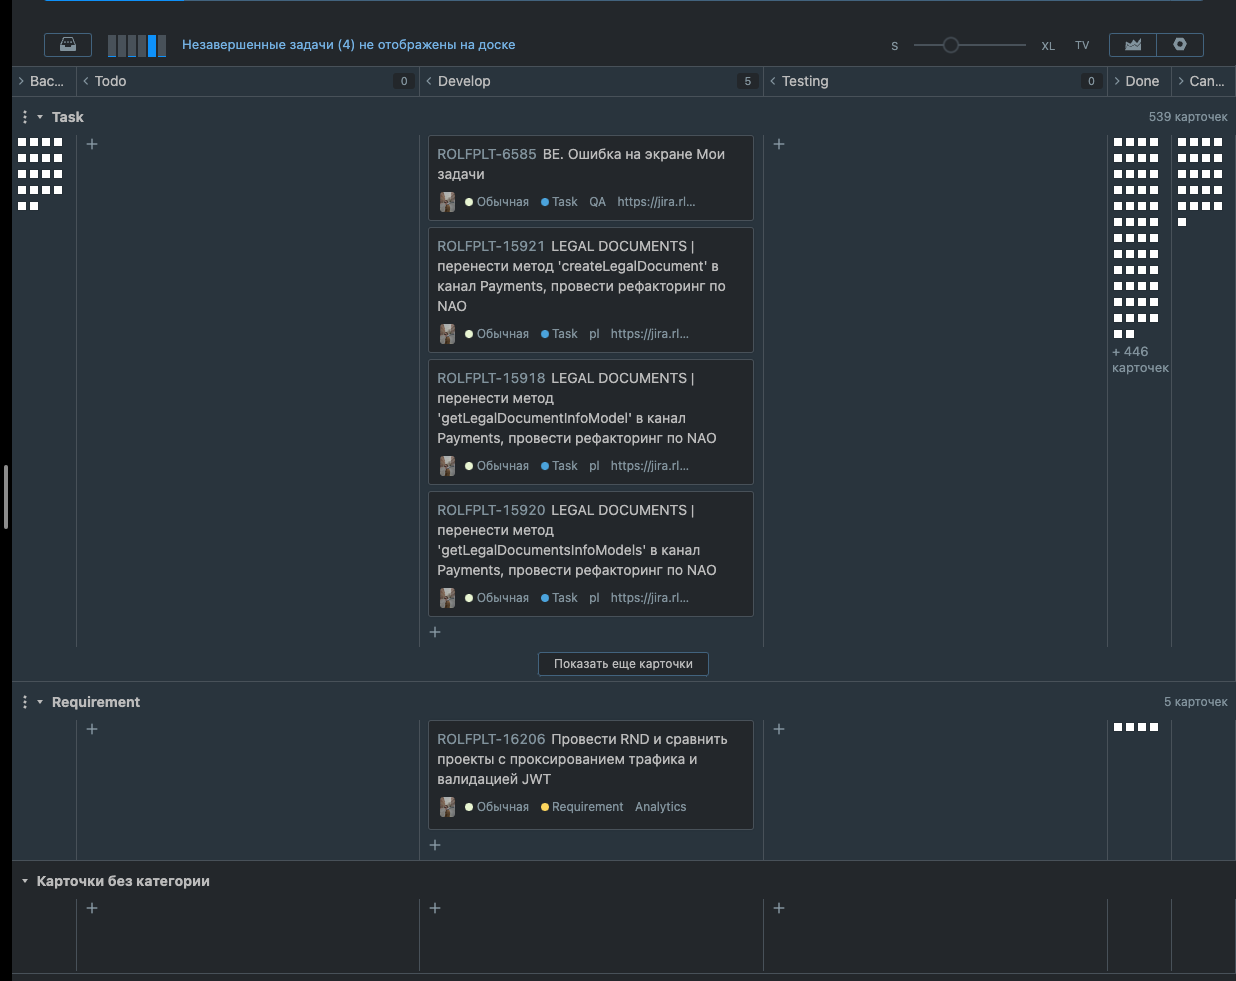 Незавершенные задачи (4) не отображены на доске
S
XL
TV
Bac...
Todo
0
Develop
5
Testing
0
Done
Can...
Task
539 карточек
ROLFPLT-6585 BE. Ошибка на экране Мои
задачи
Обычная Task QA https://jira.rl...
ROLFPLT-15921 LEGAL DOCUMENTS |
перенести метод 'createLegalDocument' в
канал Payments, провести рефакторинг по
NAO
Обычная Task pl https://jira.rl...
ROLFPLT-15918 LEGAL DOCUMENTS |
перенести метод
'getLegalDocumentInfoModel' в канал
Payments, провести рефакторинг по NAO
Обычная Task pl https://jira.rl...
ROLFPLT-15920 LEGAL DOCUMENTS |
перенести метод
'getLegalDocumentsInfoModels' в канал
Payments, провести рефакторинг по NAO
Обычная Task pl https://jira.rl...
+ 446
карточек
Показать еще карточки
Requirement
5 карточек
ROLFPLT-16206 Провести RND и сравнить
проекты с проксированием трафика и
валидацией JWT
Обычная Requirement Analytics
Карточки без категории